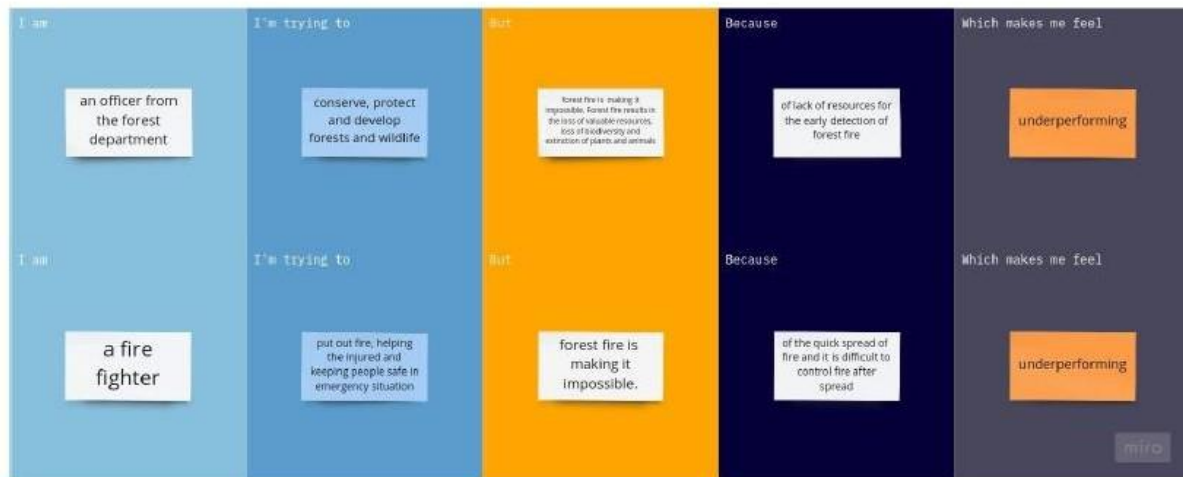 I am
I'm trying to
But
Because
Which makes me feel
an officer from
the forest
department
conserve, protect
and develop
forests and wildlife
forest fire is making it
impossible. Forest fire results in
the loss of valuable resources,
loss of biodiversity and
extinction of plants and animals
of lack of resources for
the early detection of
forest fire
underperforming
I am
I'm trying to
But
Because
Which makes me feel
a fire
fighter
put out fire, helping
the injured and
keeping people safe in
emergency situation
forest fire is
making it
impossible.
of the quick spread of
fire and it is difficult to
control fire after
spread
underperforming
miro